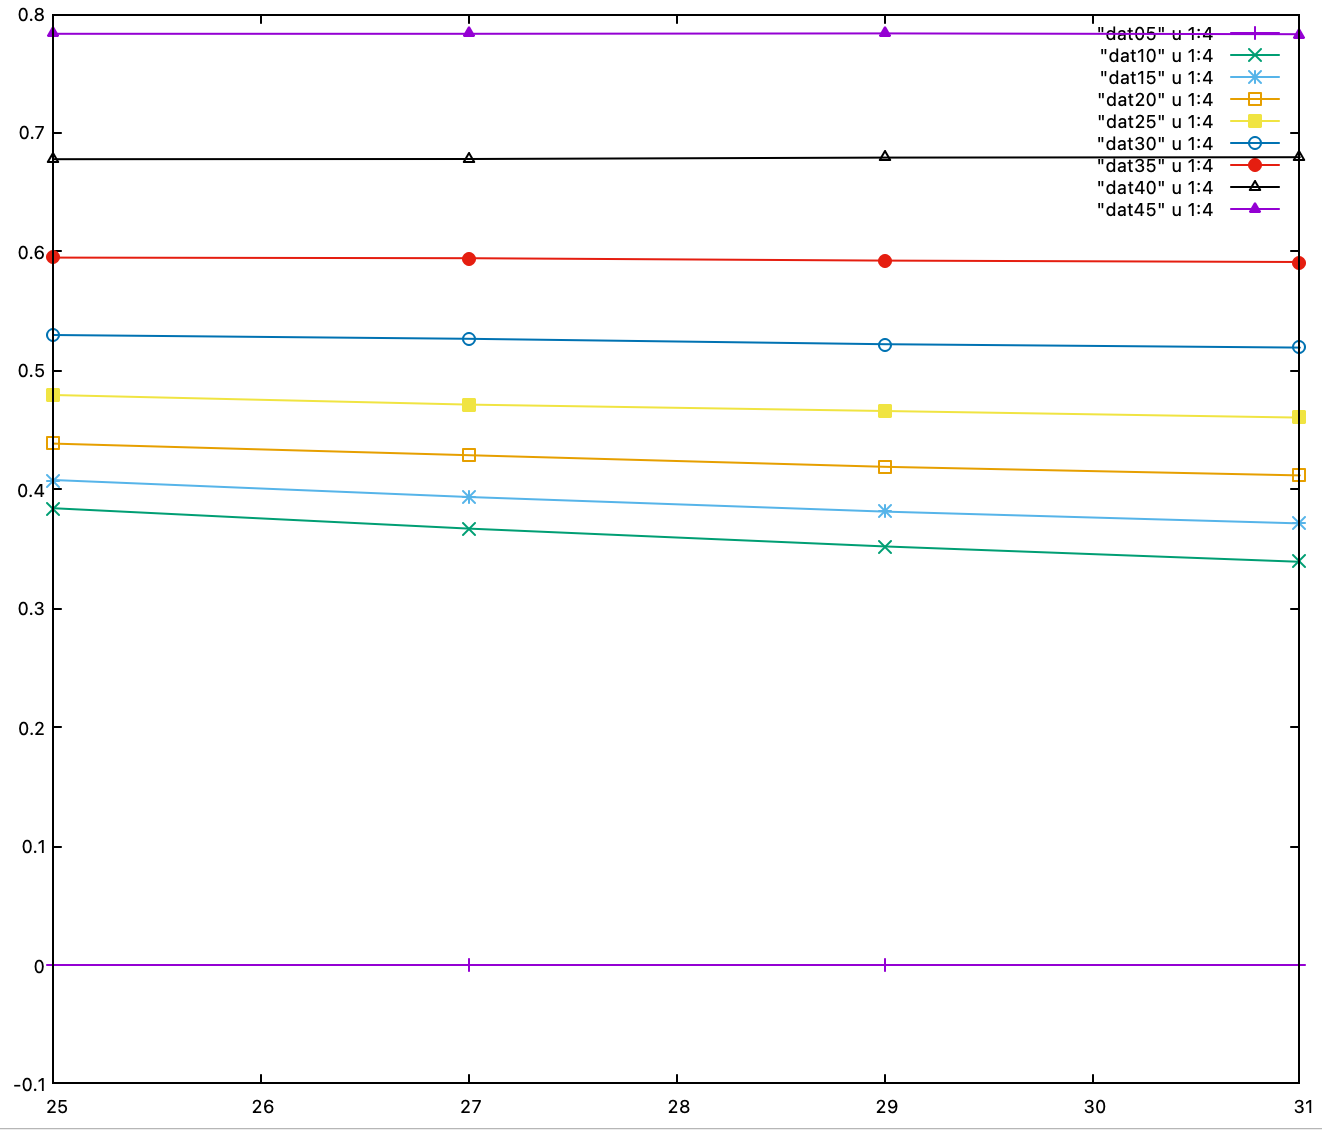 0.8
0.7
0.6
0.5
0.4
0.3
0.2
0.1
0
-0.1
25 26 27 28 29 30 31
"dat05" u 1:4
"dat10" u 1:4
"dat15" u 1:4
"dat20" u 1:4
"dat25" u 1:4
"dat30" u 1:4
"dat35" u 1:4
"dat40" u 1:4
"dat45" u 1:4